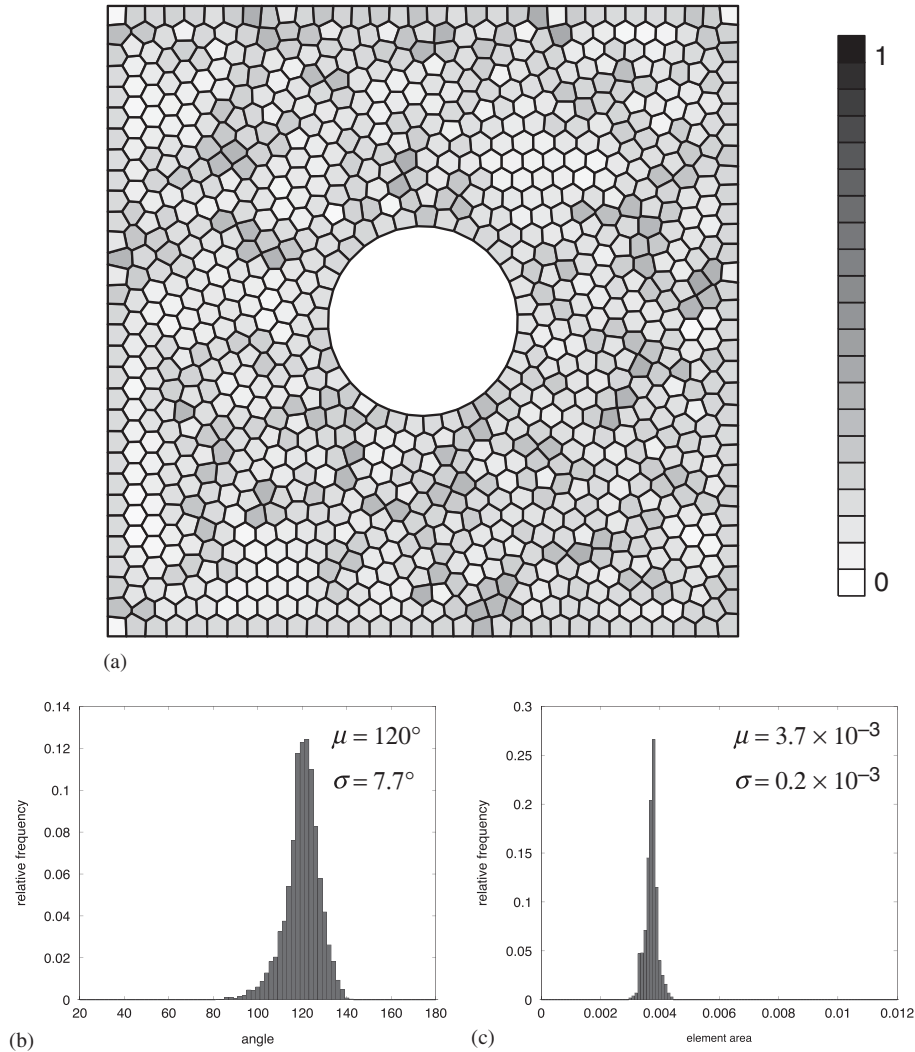 1
0
(a)
0.14
0.12
0.1
0.08
0.06
0.04
0.02
0
relative frequency
μ = 120°
σ = 7.7°
20 40 60 80 100 120 140 160 180
angle
(b)
0.3
0.25
0.2
0.15
0.1
0.05
0
relative frequency
μ = 3.7 × 10⁻³
σ = 0.2 × 10⁻³
0 0.002 0.004 0.006 0.008 0.01 0.012
element area
(c)